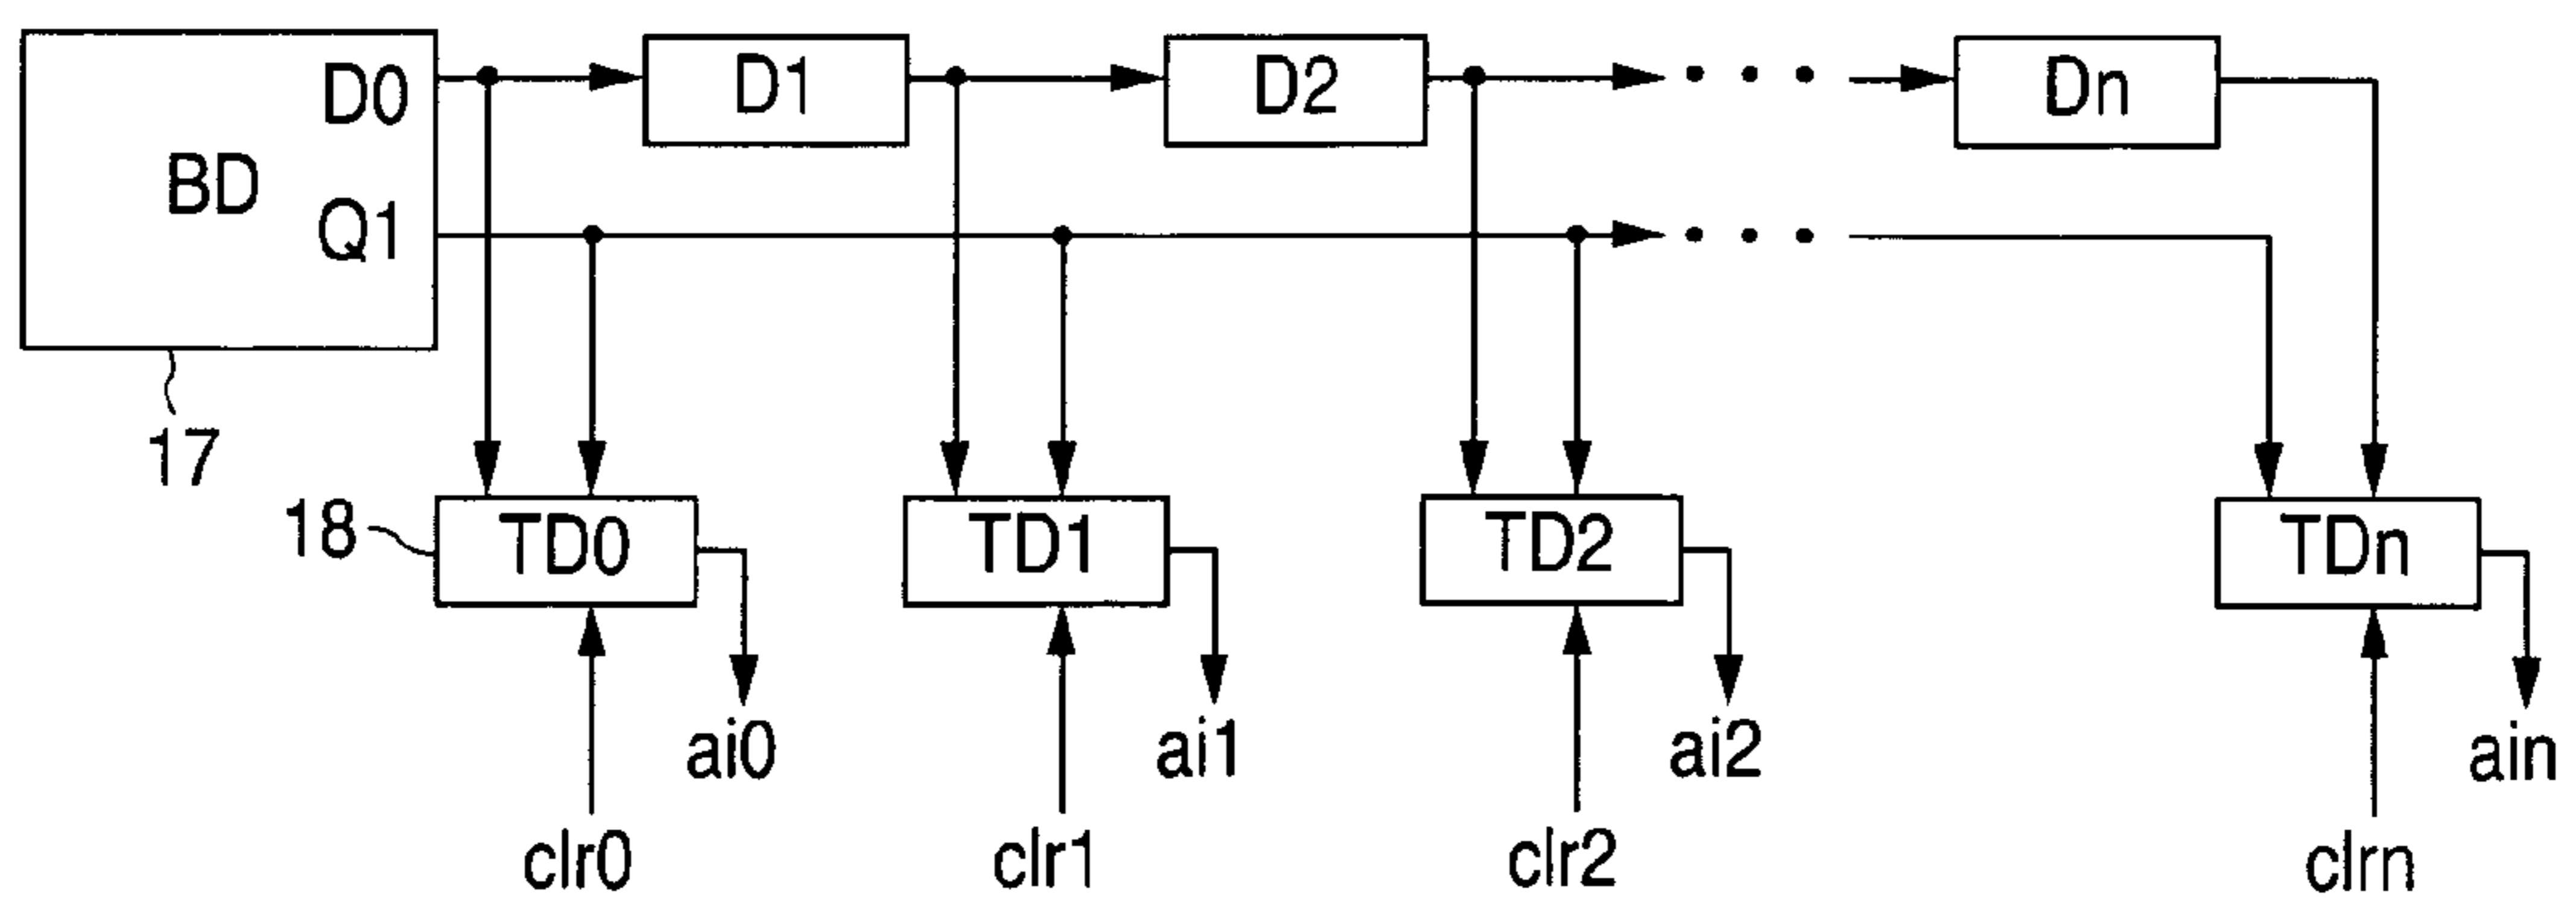 D0
D1
D2
Dn
BD
Q1
17
18
TD0
TD1
TD2
TDn
ai0
ai1
ai2
ain
clr0
clr1
clr2
clrn